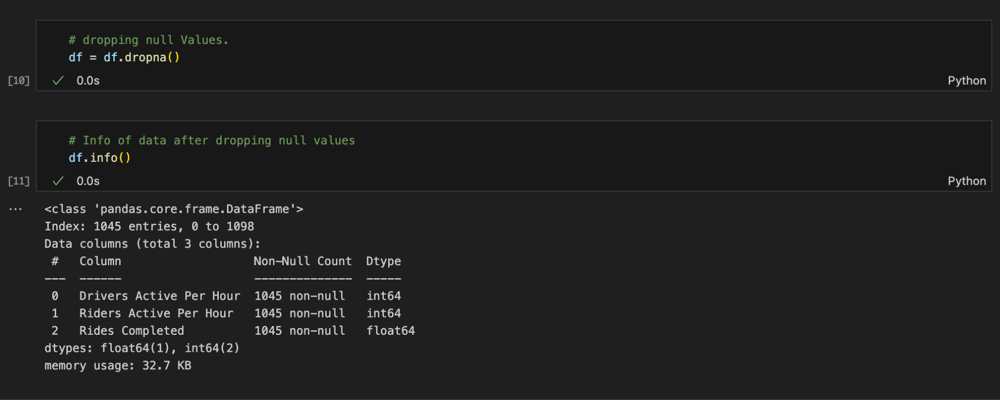 # dropping null Values.
df = df.dropna()
[10] ✓ 0.0s Python
# Info of data after dropping null values
df.info()
[11] ✓ 0.0s Python
... <class 'pandas.core.frame.DataFrame'>
Index: 1045 entries, 0 to 1098
Data columns (total 3 columns):
 #   Column                   Non-Null Count  Dtype
---  ------                   --------------  -----
 0   Drivers Active Per Hour  1045 non-null   int64
 1   Riders Active Per Hour   1045 non-null   int64
 2   Rides Completed          1045 non-null   float64
dtypes: float64(1), int64(2)
memory usage: 32.7 KB